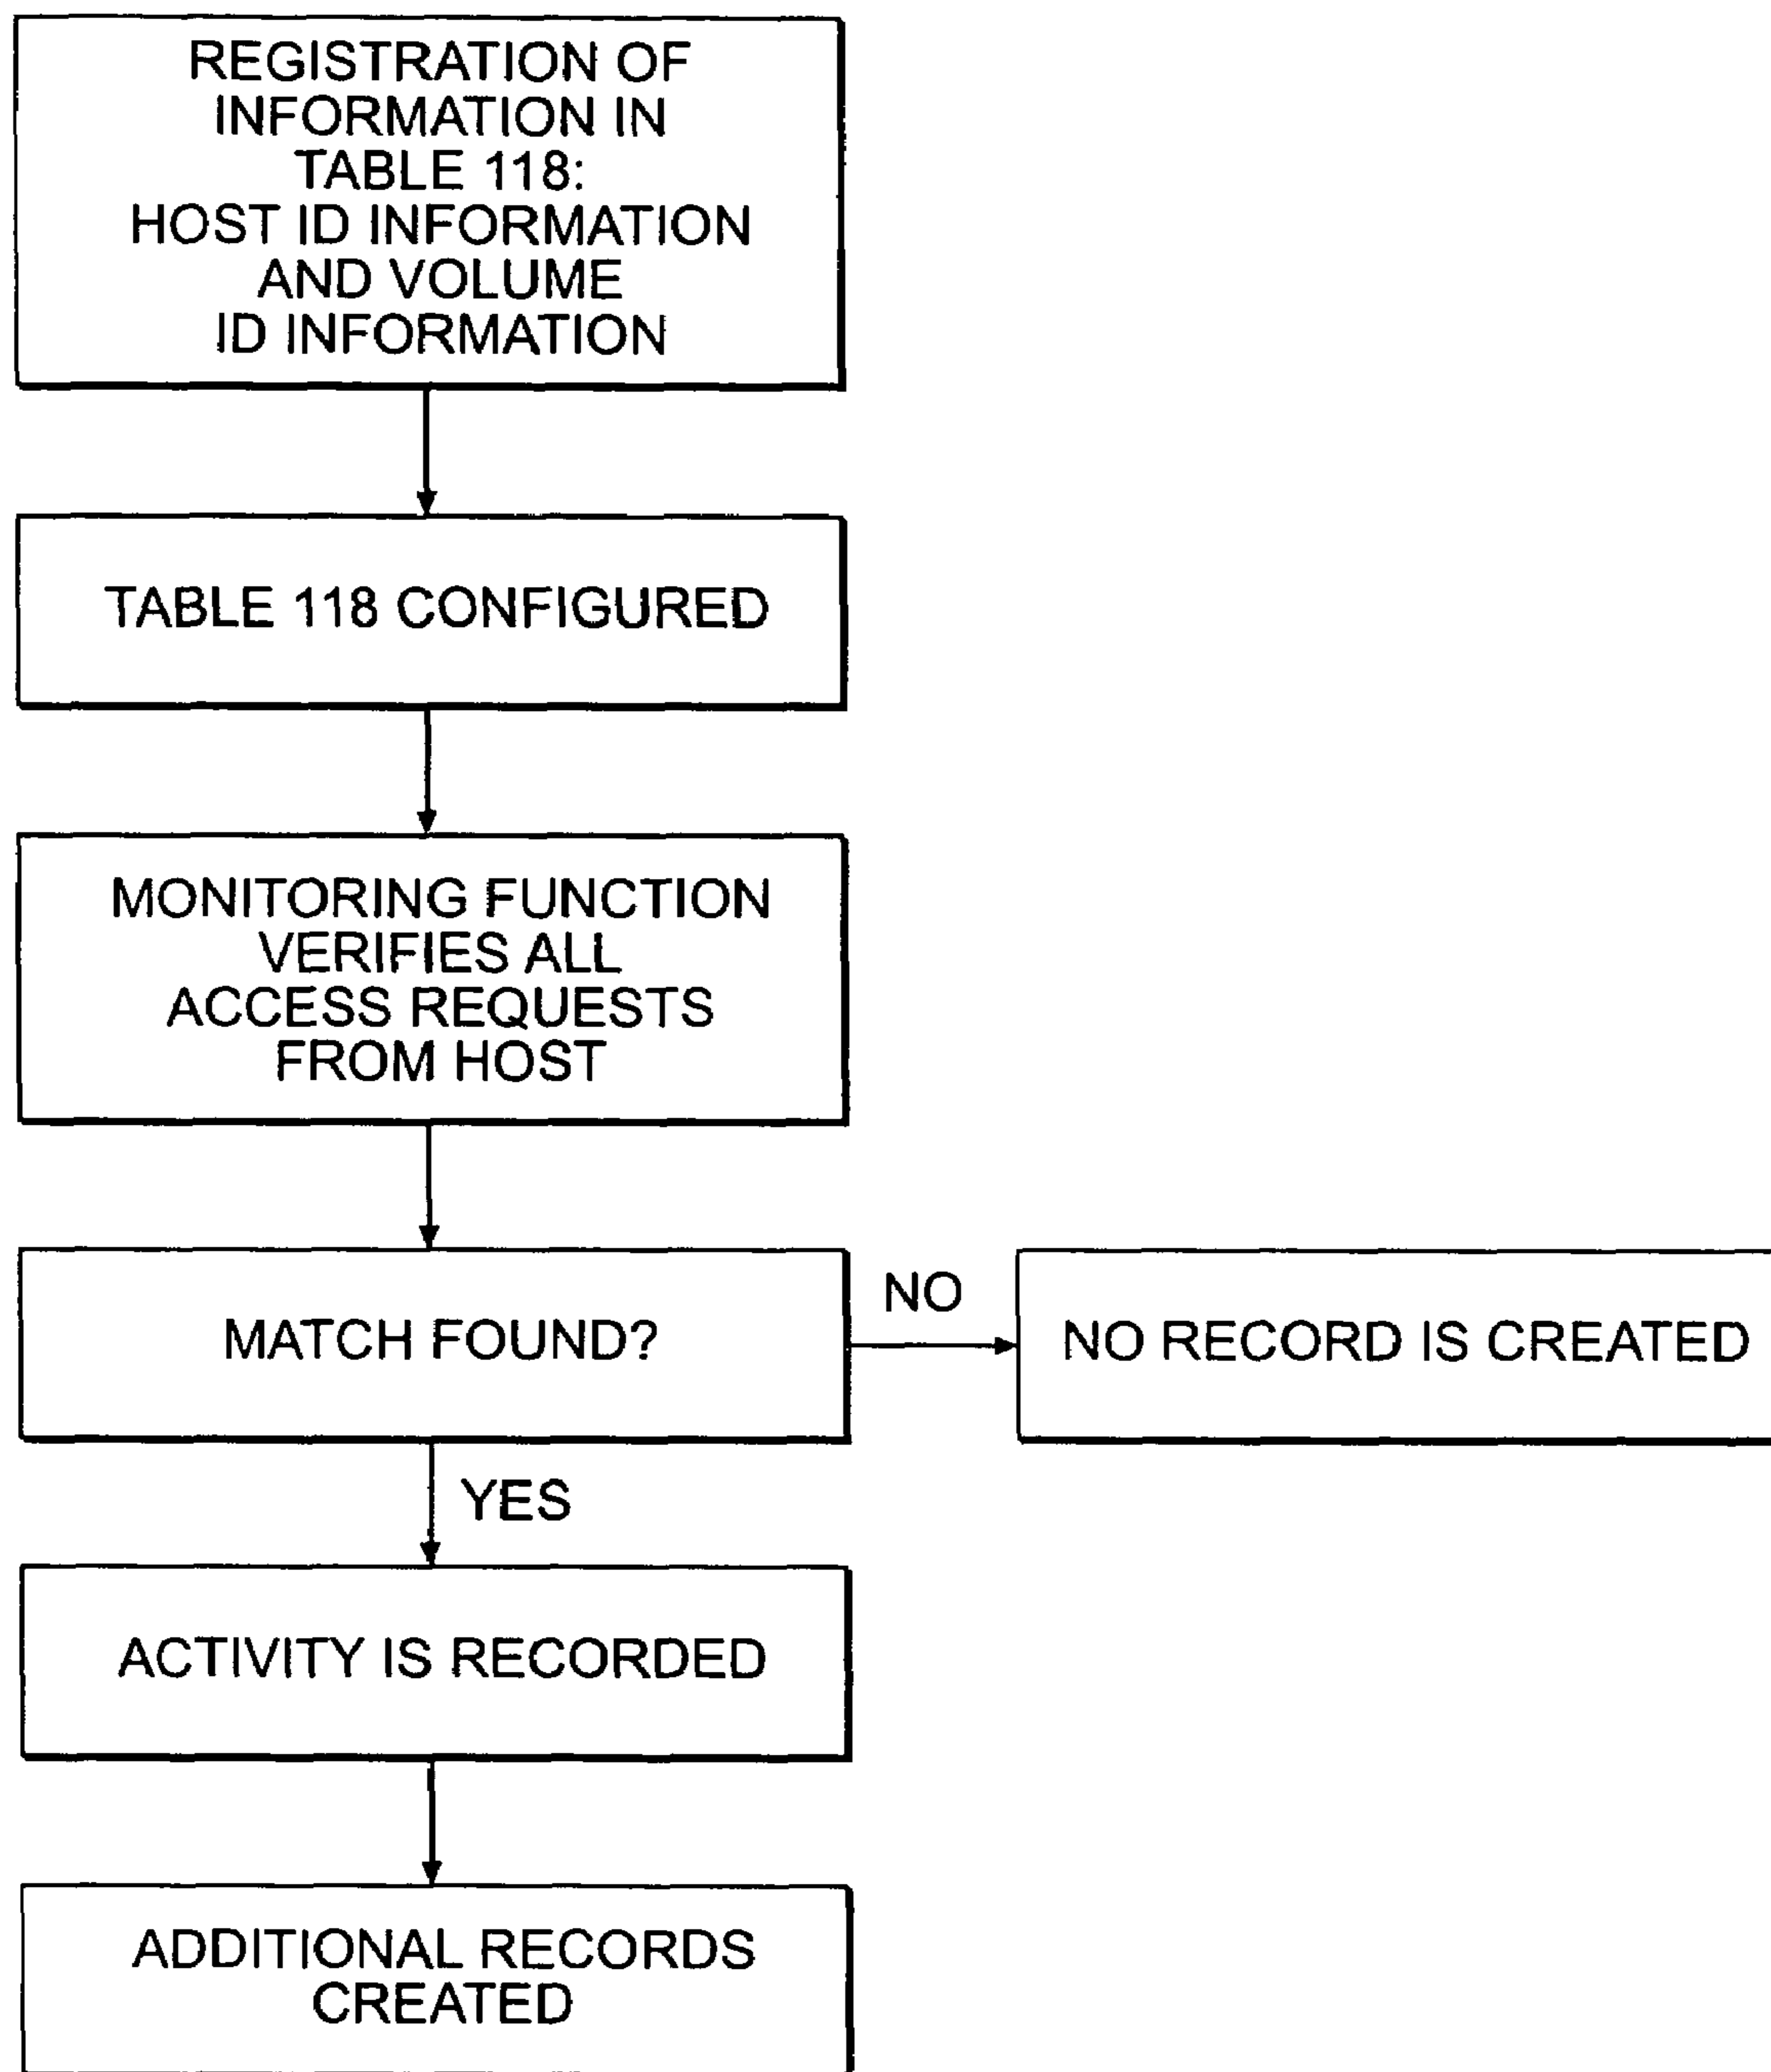 REGISTRATION OF
INFORMATION IN
TABLE 118:
HOST ID INFORMATION
AND VOLUME
ID INFORMATION
TABLE 118 CONFIGURED
MONITORING FUNCTION
VERIFIES ALL
ACCESS REQUESTS
FROM HOST
MATCH FOUND?
NO
NO RECORD IS CREATED
YES
ACTIVITY IS RECORDED
ADDITIONAL RECORDS
CREATED